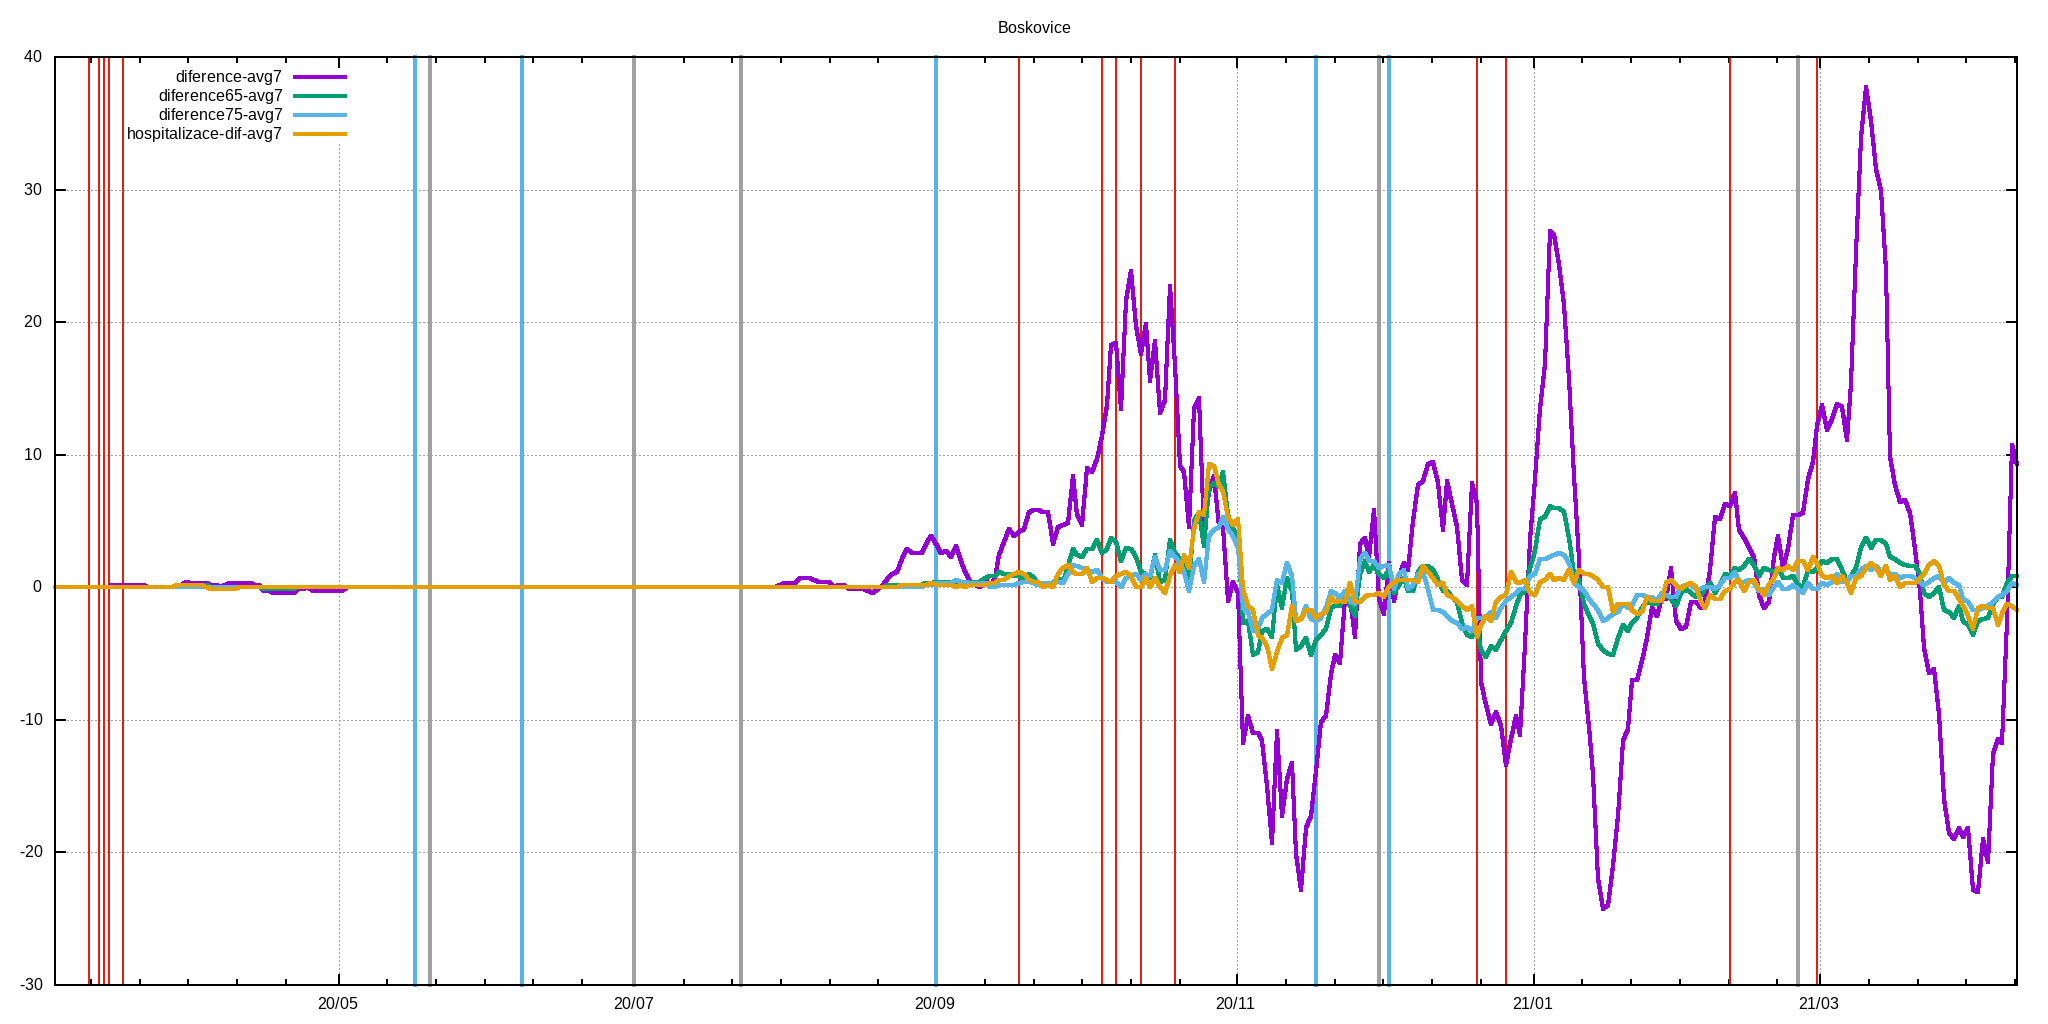 Boskovice
diference-avg7
diference65-avg7
diference75-avg7
hospitalizace-dif-avg7
40
30
20
10
0
-10
-20
-30
20/05 20/07 20/09 20/11 21/01 21/03